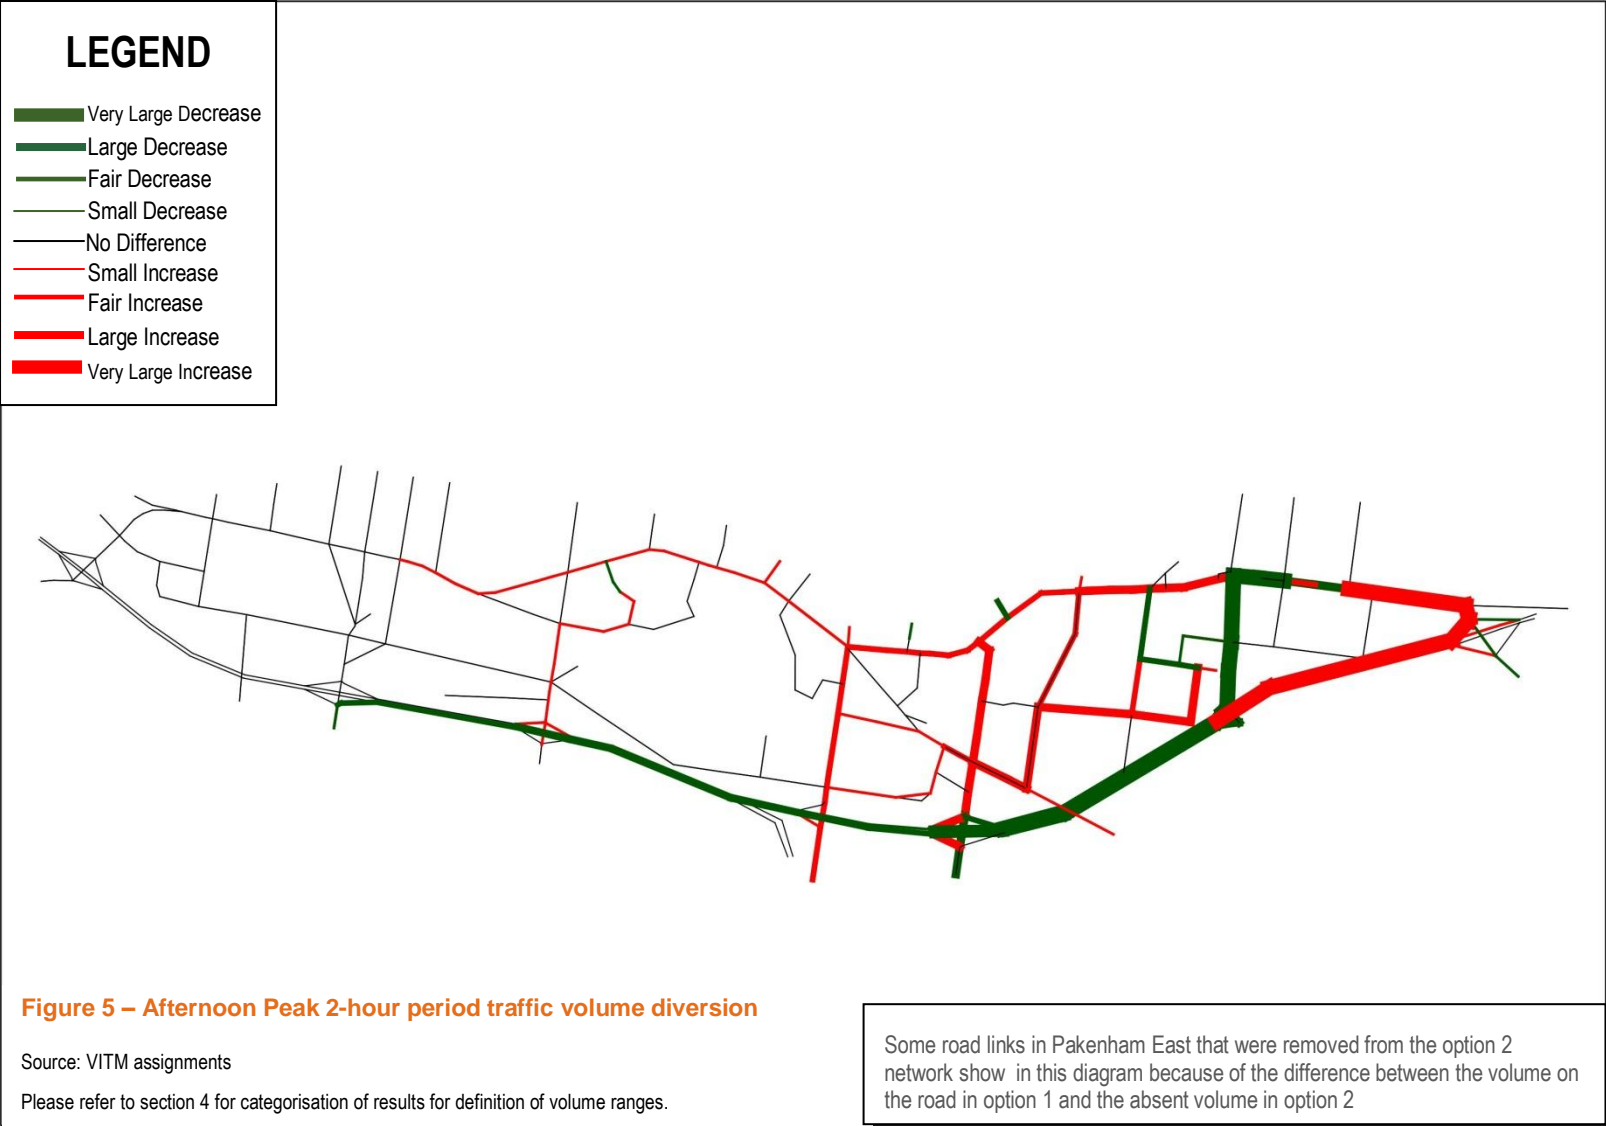 LEGEND
Very Large Decrease
Large Decrease
Fair Decrease
Small Decrease
No Difference
Small Increase
Fair Increase
Large Increase
Very Large Increase
Figure 5 – Afternoon Peak 2-hour period traffic volume diversion
Source: VITM assignments
Please refer to section 4 for categorisation of results for definition of volume ranges.
Some road links in Pakenham East that were removed from the option 2
network show  in this diagram because of the difference between the volume on
the road in option 1 and the absent volume in option 2